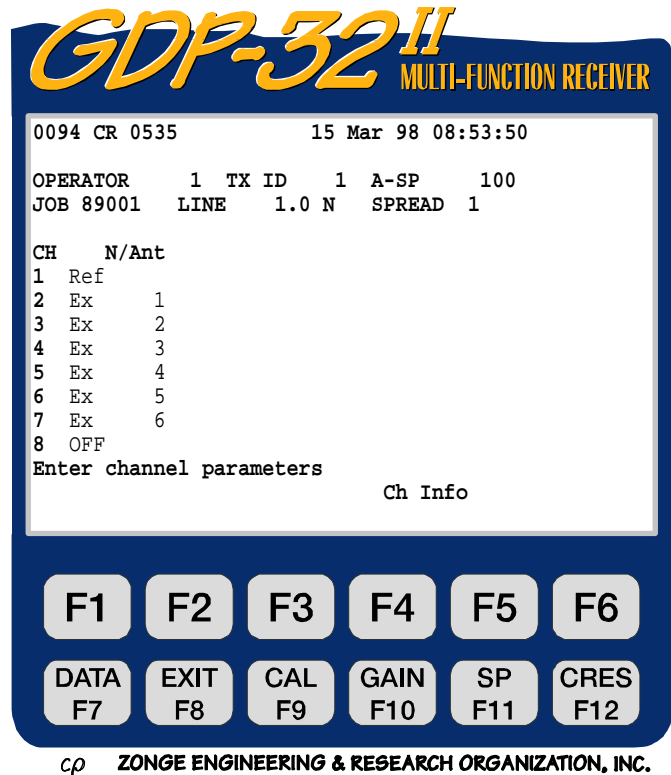 GDP-32 II
MULTI-FUNCTION RECEIVER
0094 CR 0535 15 Mar 98 08:53:50
OPERATOR 1 TX ID 1 A-SP 100
JOB 89001 LINE 1.0 N SPREAD 1
CH N/Ant
1 Ref
2 Ex 1
3 Ex 2
4 Ex 3
5 Ex 4
6 Ex 5
7 Ex 6
8 OFF
Enter channel parameters
Ch Info
F1 F2 F3 F4 F5 F6
DATA EXIT CAL GAIN SP CRES
F7 F8 F9 F10 F11 F12
cρ ZONGE ENGINEERING & RESEARCH ORGANIZATION, INC.